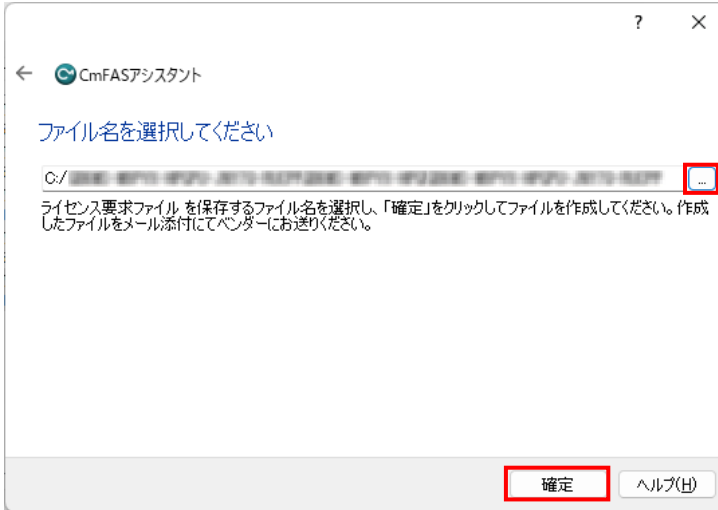 ?
CmFASアシスタント
ファイル名を選択してください
C:/
...
ライセンス要求ファイル を保存するファイル名を選択し、「確定」をクリックしてファイルを作成してください。作成
したファイルをメール添付にてベンダーにお送りください。
確定
ヘルプ(H)